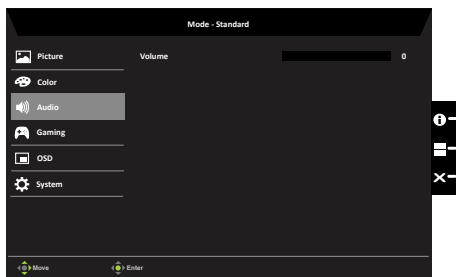 Mode - Standard
Picture
Volume 0
Color
Audio
Gaming
OSD
System
Move Enter